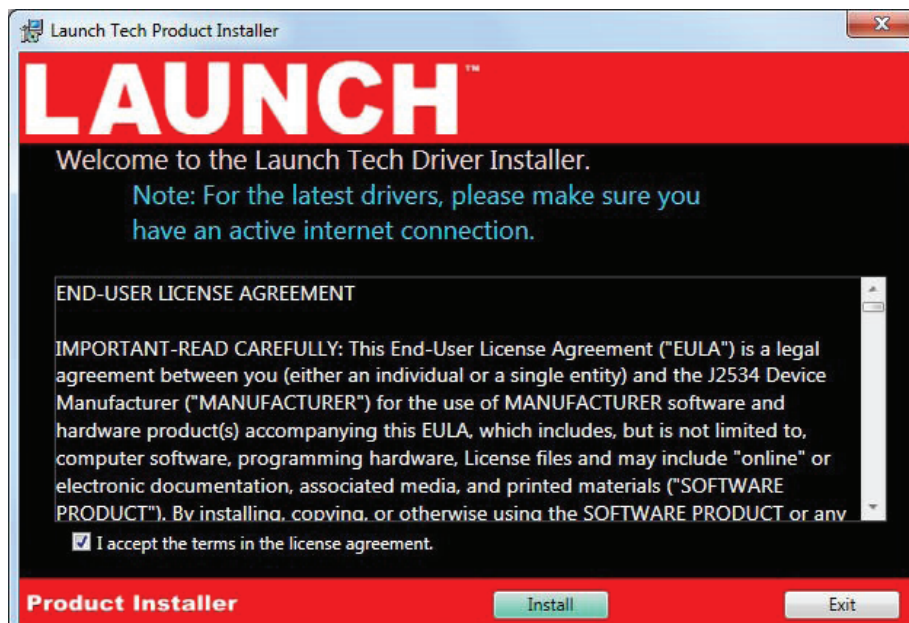 Launch Tech Product Installer
LAUNCH™
Welcome to the Launch Tech Driver Installer.
Note: For the latest drivers, please make sure you
have an active internet connection.
END-USER LICENSE AGREEMENT
IMPORTANT-READ CAREFULLY: This End-User License Agreement ("EULA") is a legal
agreement between you (either an individual or a single entity) and the J2534 Device
Manufacturer ("MANUFACTURER") for the use of MANUFACTURER software and
hardware product(s) accompanying this EULA, which includes, but is not limited to,
computer software, programming hardware, License files and may include "online" or
electronic documentation, associated media, and printed materials ("SOFTWARE
PRODUCT"). By installing, copying, or otherwise using the SOFTWARE PRODUCT or any
I accept the terms in the license agreement.
Product Installer
Install
Exit